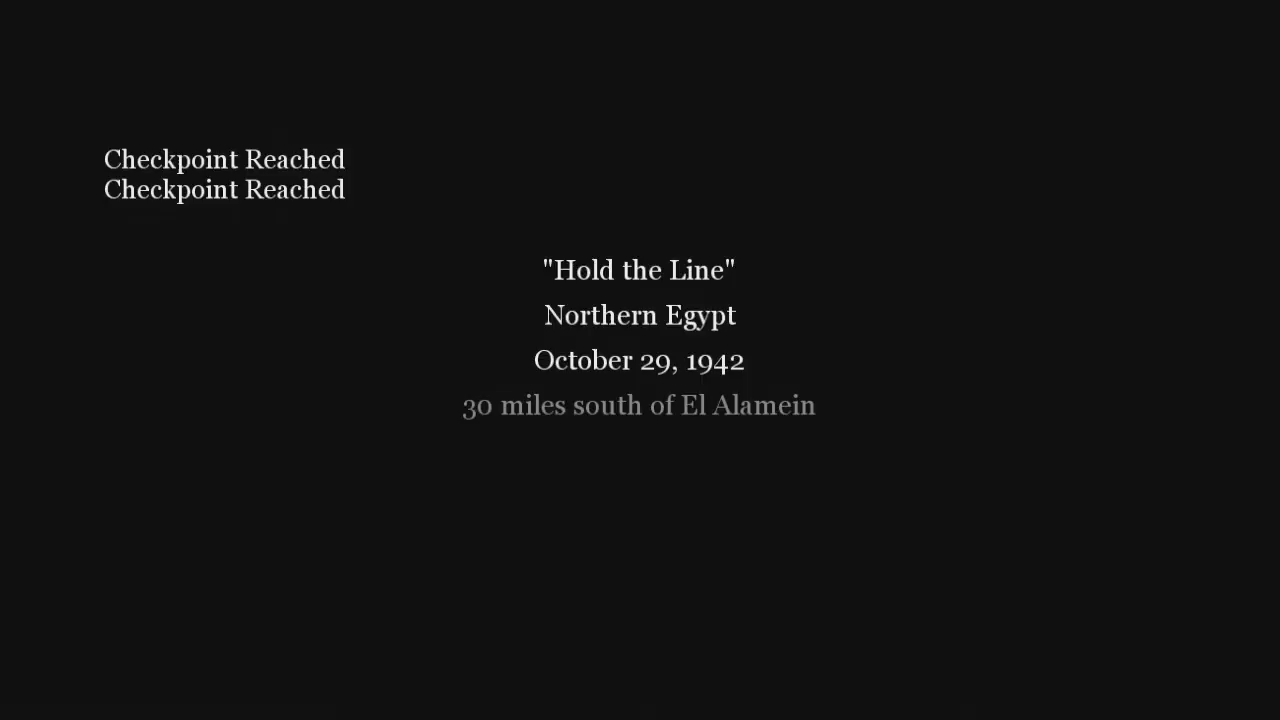 Checkpoint Reached
Checkpoint Reached
"Hold the Line"
Northern Egypt
October 29, 1942
30 miles south of El Alamein